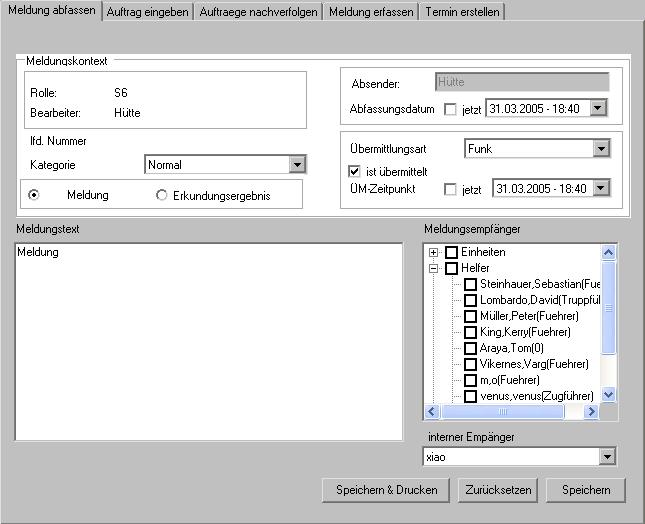 Meldung abfassen Auftrag eingeben Auftraege nachverfolgen Meldung erfassen Termin erstellen
Meldungskontext
Rolle: S6
Bearbeiter: Hütte
lfd. Nummer
Kategorie Normal
Meldung Erkundungsergebnis
Absender: Hütte
Abfassungsdatum jetzt 31.03.2005 - 18:40
Übermittlungsart Funk
ist übermittelt
ÜM-Zeitpunkt jetzt 31.03.2005 - 18:40
Meldungstext
Meldung
Meldungsempfänger
Einheiten
Helfer
Steinhauer,Sebastian(Fue
Lombardo,David(Truppfül
Müller,Peter(Fuehrer)
King,Kerry(Fuehrer)
Araya,Tom(0)
Vikernes,Varg(Fuehrer)
m,o(Fuehrer)
venus,venus(Zugführer)
interner Empänger
xiao
Speichern & Drucken Zurücksetzen Speichern